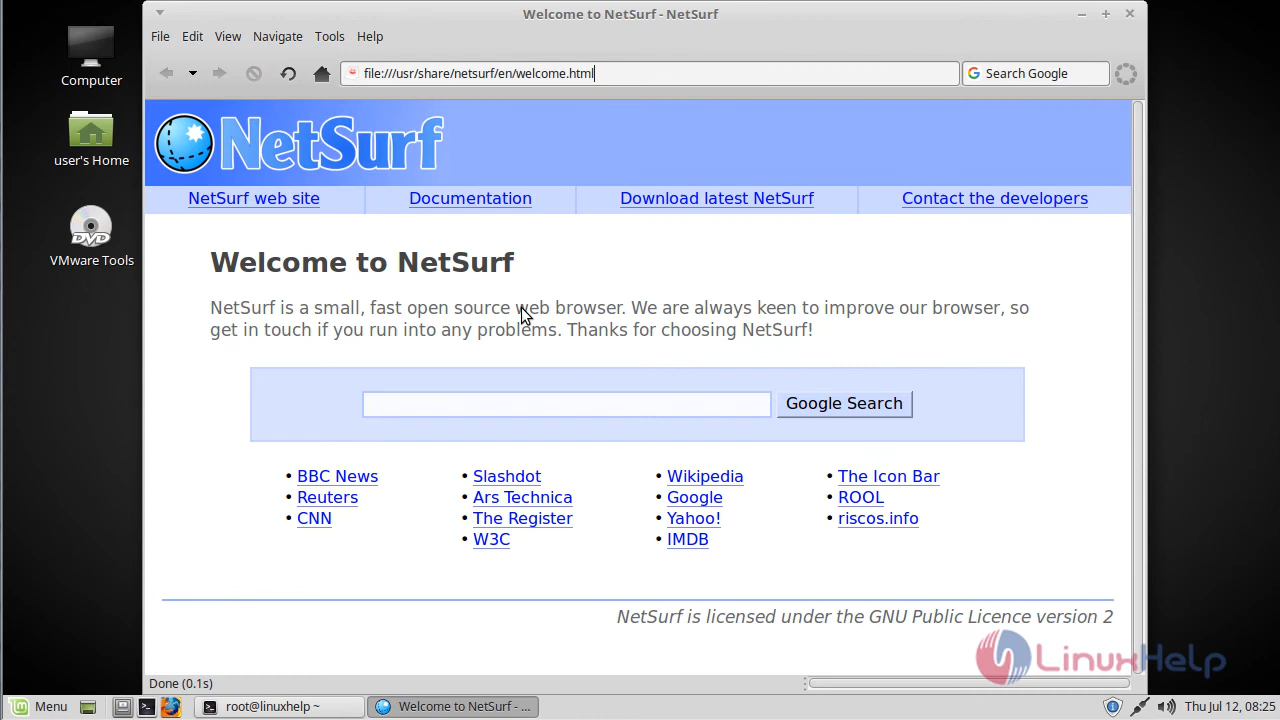 Welcome to NetSurf - NetSurf
File Edit View Navigate Tools Help
file:///usr/share/netsurf/en/welcome.html
Search Google
Computer
user's Home
DVD
VMware Tools
NetSurf
NetSurf web site
Documentation
Download latest NetSurf
Contact the developers
Welcome to NetSurf
NetSurf is a small, fast open source web browser. We are always keen to improve our browser, so
get in touch if you run into any problems. Thanks for choosing NetSurf!
Google Search
• BBC News
• Reuters
• CNN
• Slashdot
• Ars Technica
• The Register
• W3C
• Wikipedia
• Google
• Yahoo!
• IMDB
• The Icon Bar
• ROOL
• riscos.info
NetSurf is licensed under the GNU Public Licence version 2
LinuxHelp
Done (0.1s)
Menu
root@linuxhelp ~
Welcome to NetSurf - ...
Thu Jul 12, 08:25